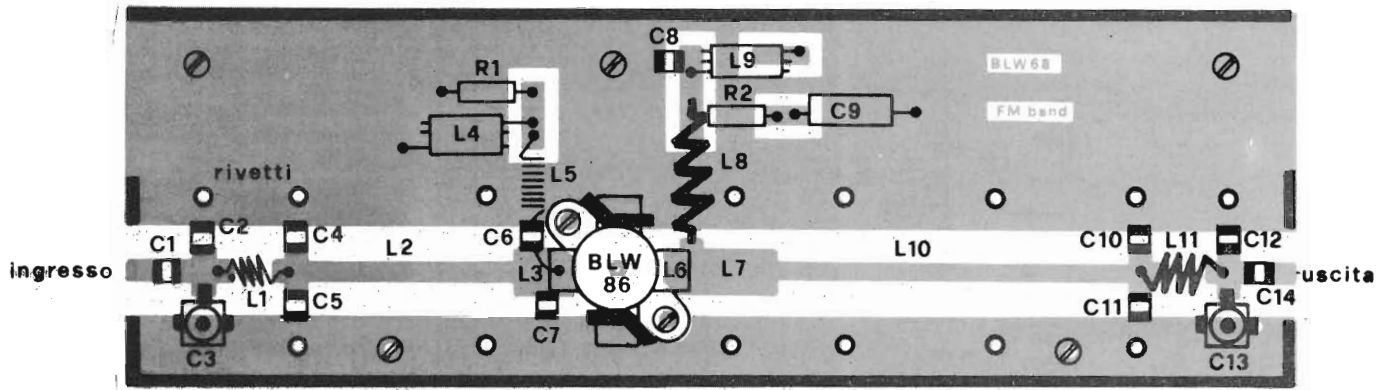 C8
L9
BLW68
R1
R2
C9
FM band
L4
L8
rivetti
L5
C2
C4
L2
C6
C10
L11
C12
C1
L10
ingresso
L3
BLW
86
L6
L7
uscita
L1
C5
C7
C11
C14
C3
C13